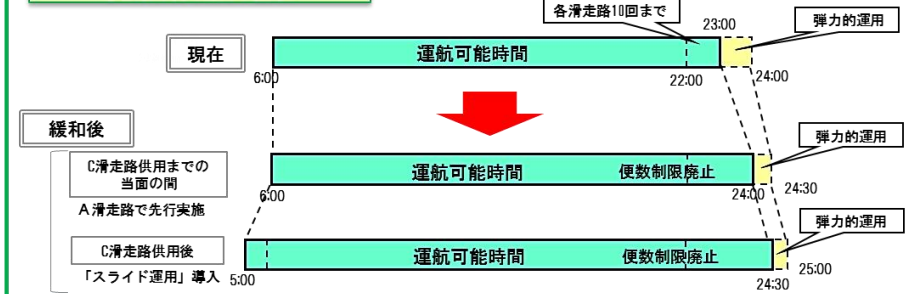 各滑走路10回まで
23:00
弾力的運用
現在
運航可能時間
6:00
22:00
24:00
緩和後
弾力的運用
C滑走路供用までの
当面の間
運航可能時間
便数制限廃止
A滑走路で先行実施
6:00
24:00
24:30
弾力的運用
C滑走路供用後
運航可能時間
便数制限廃止
「スライド運用」導入
5:00
25:00
24:30